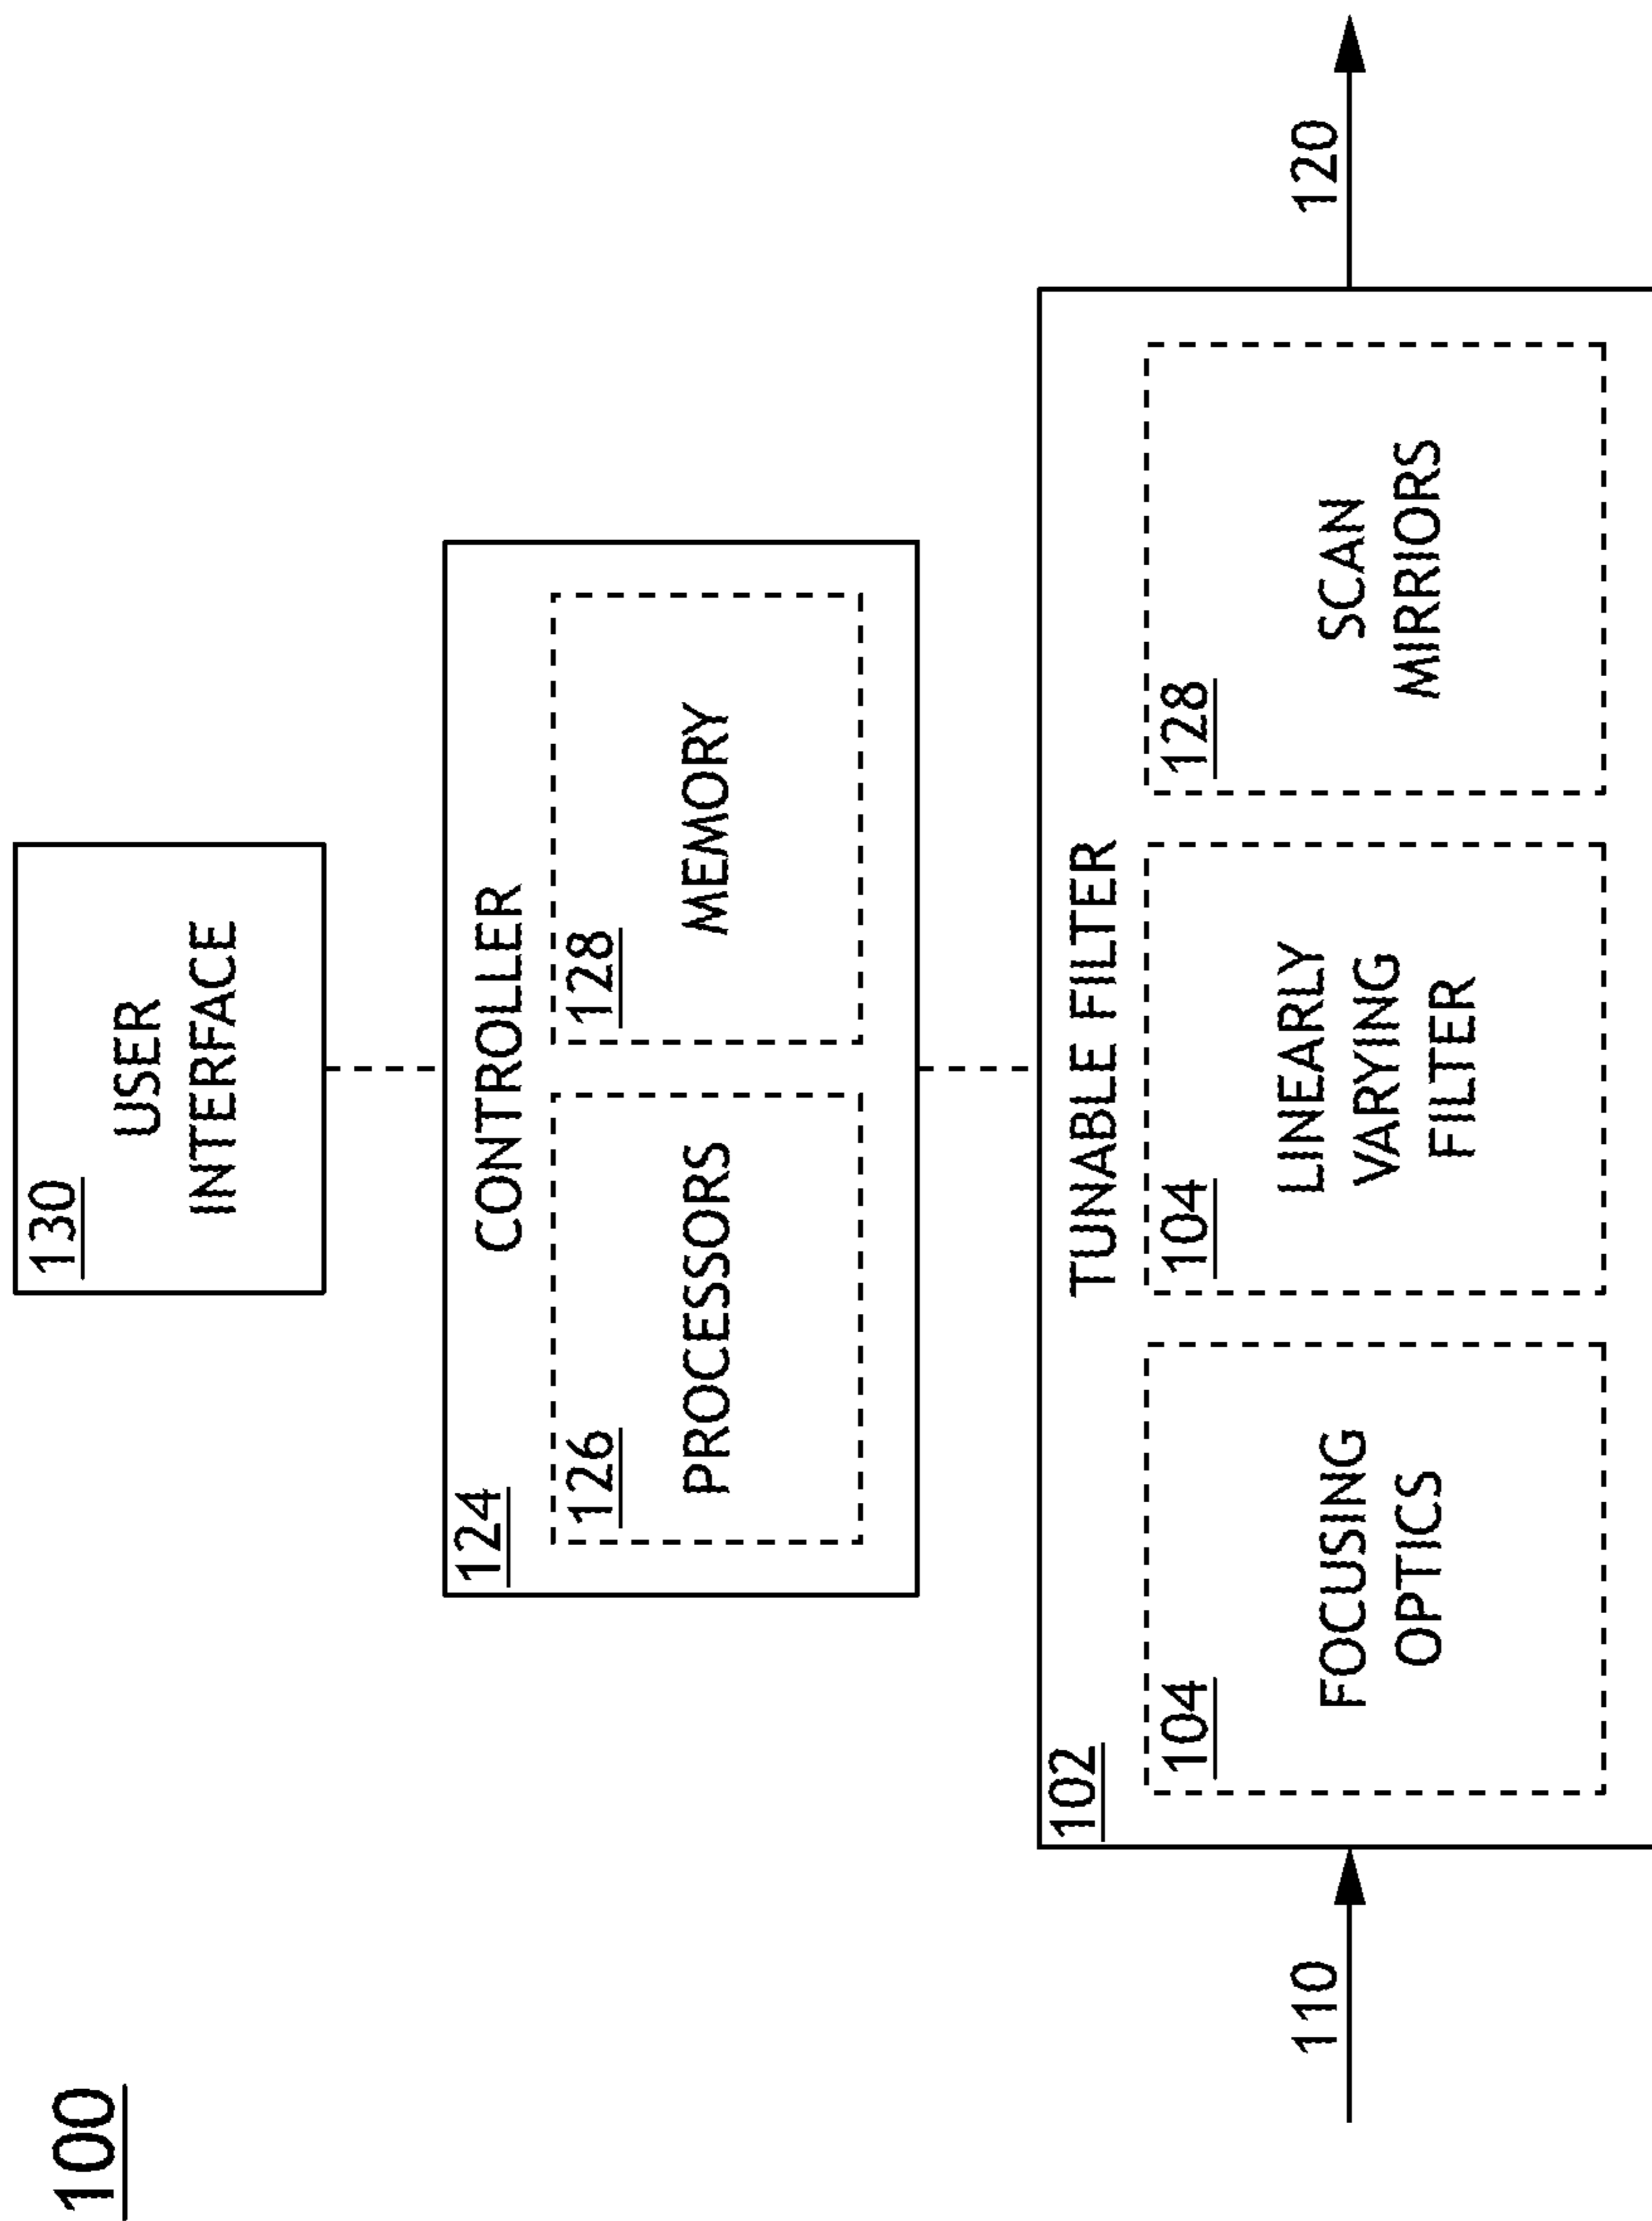 100
130
USER
INTERFACE
124
CONTROLLER
126
PROCESSORS
128
MEMORY
102
TUNABLE FILTER
104
FOCUSING
OPTICS
104
LINEARLY
VARYING
FILTER
128
SCAN
MIRRIORS
110
120